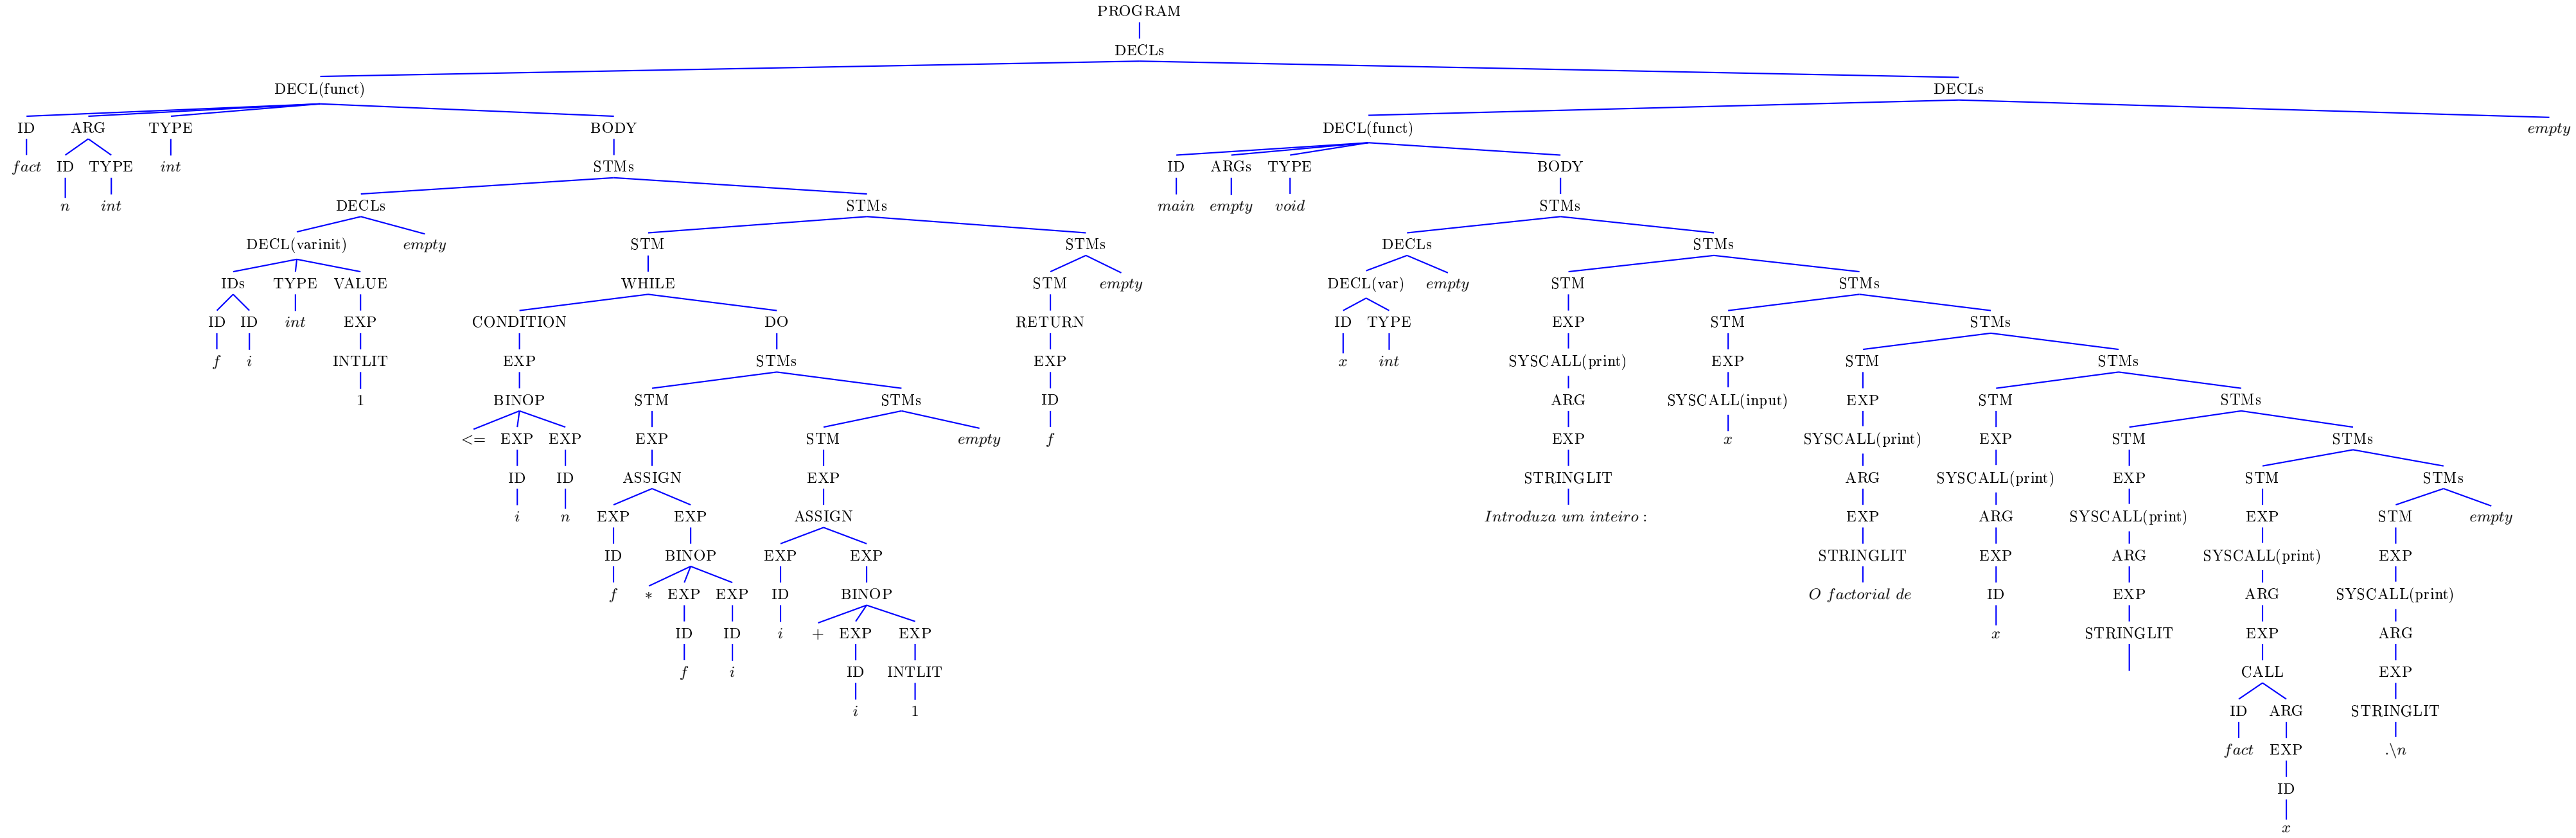 PROGRAM
DECLs
DECL(funct) DECLs
ID ARG TYPE BODY DECL(funct) empty
fact ID TYPE int STMs ID ARGs TYPE BODY
n int DECLs STMs main empty void STMs
DECL(varinit) empty STM STMs DECLs STMs
IDs TYPE VALUE WHILE STM empty DECL(var) empty STM STMs
ID ID int EXP CONDITION DO RETURN ID TYPE EXP STM STMs
f i INTLIT EXP STMs EXP x int SYSCALL(print) EXP STM STMs
1 BINOP STM STMs ID ARG SYSCALL(input) EXP STM STMs
<= EXP EXP EXP STM empty f EXP x SYSCALL(print) EXP STM STMs
ID ID ASSIGN EXP STRINGLIT ARG SYSCALL(print) EXP STM STMs
i n EXP EXP ASSIGN Introduza um inteiro : EXP ARG SYSCALL(print) EXP STM empty
ID BINOP EXP EXP STRINGLIT EXP ARG SYSCALL(print) EXP
f * EXP EXP ID BINOP O factorial de ID EXP ARG SYSCALL(print)
ID ID i + EXP EXP x STRINGLIT EXP ARG
f i ID INTLIT CALL EXP
i 1 ID ARG STRINGLIT
fact EXP .\n
ID
x